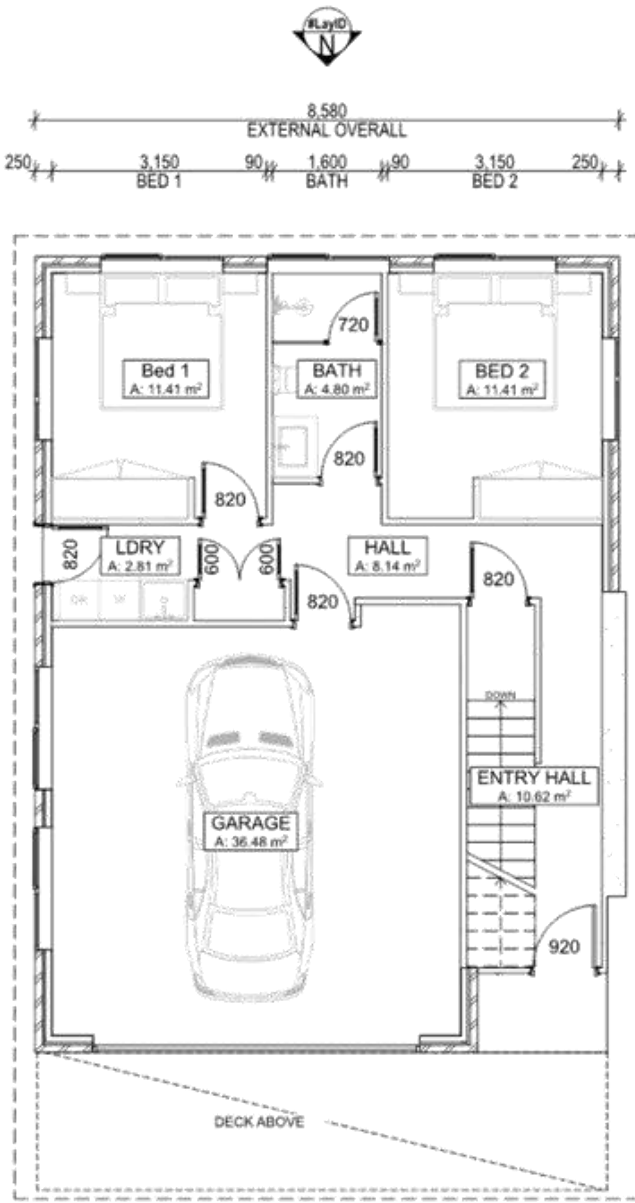 #LayID
N
8,580
EXTERNAL OVERALL
250 3,150 90 1,600 90 3,150 250
BED 1 BATH BED 2
720
Bed 1
A: 11.41 m²
BATH
A: 4.80 m²
BED 2
A: 11.41 m²
820
820
820
LDRY
A: 2.81 m²
600
600
HALL
A: 8.14 m²
820
820
W
DOWN
ENTRY HALL
A: 10.62 m²
GARAGE
A: 36.48 m²
920
DECK ABOVE